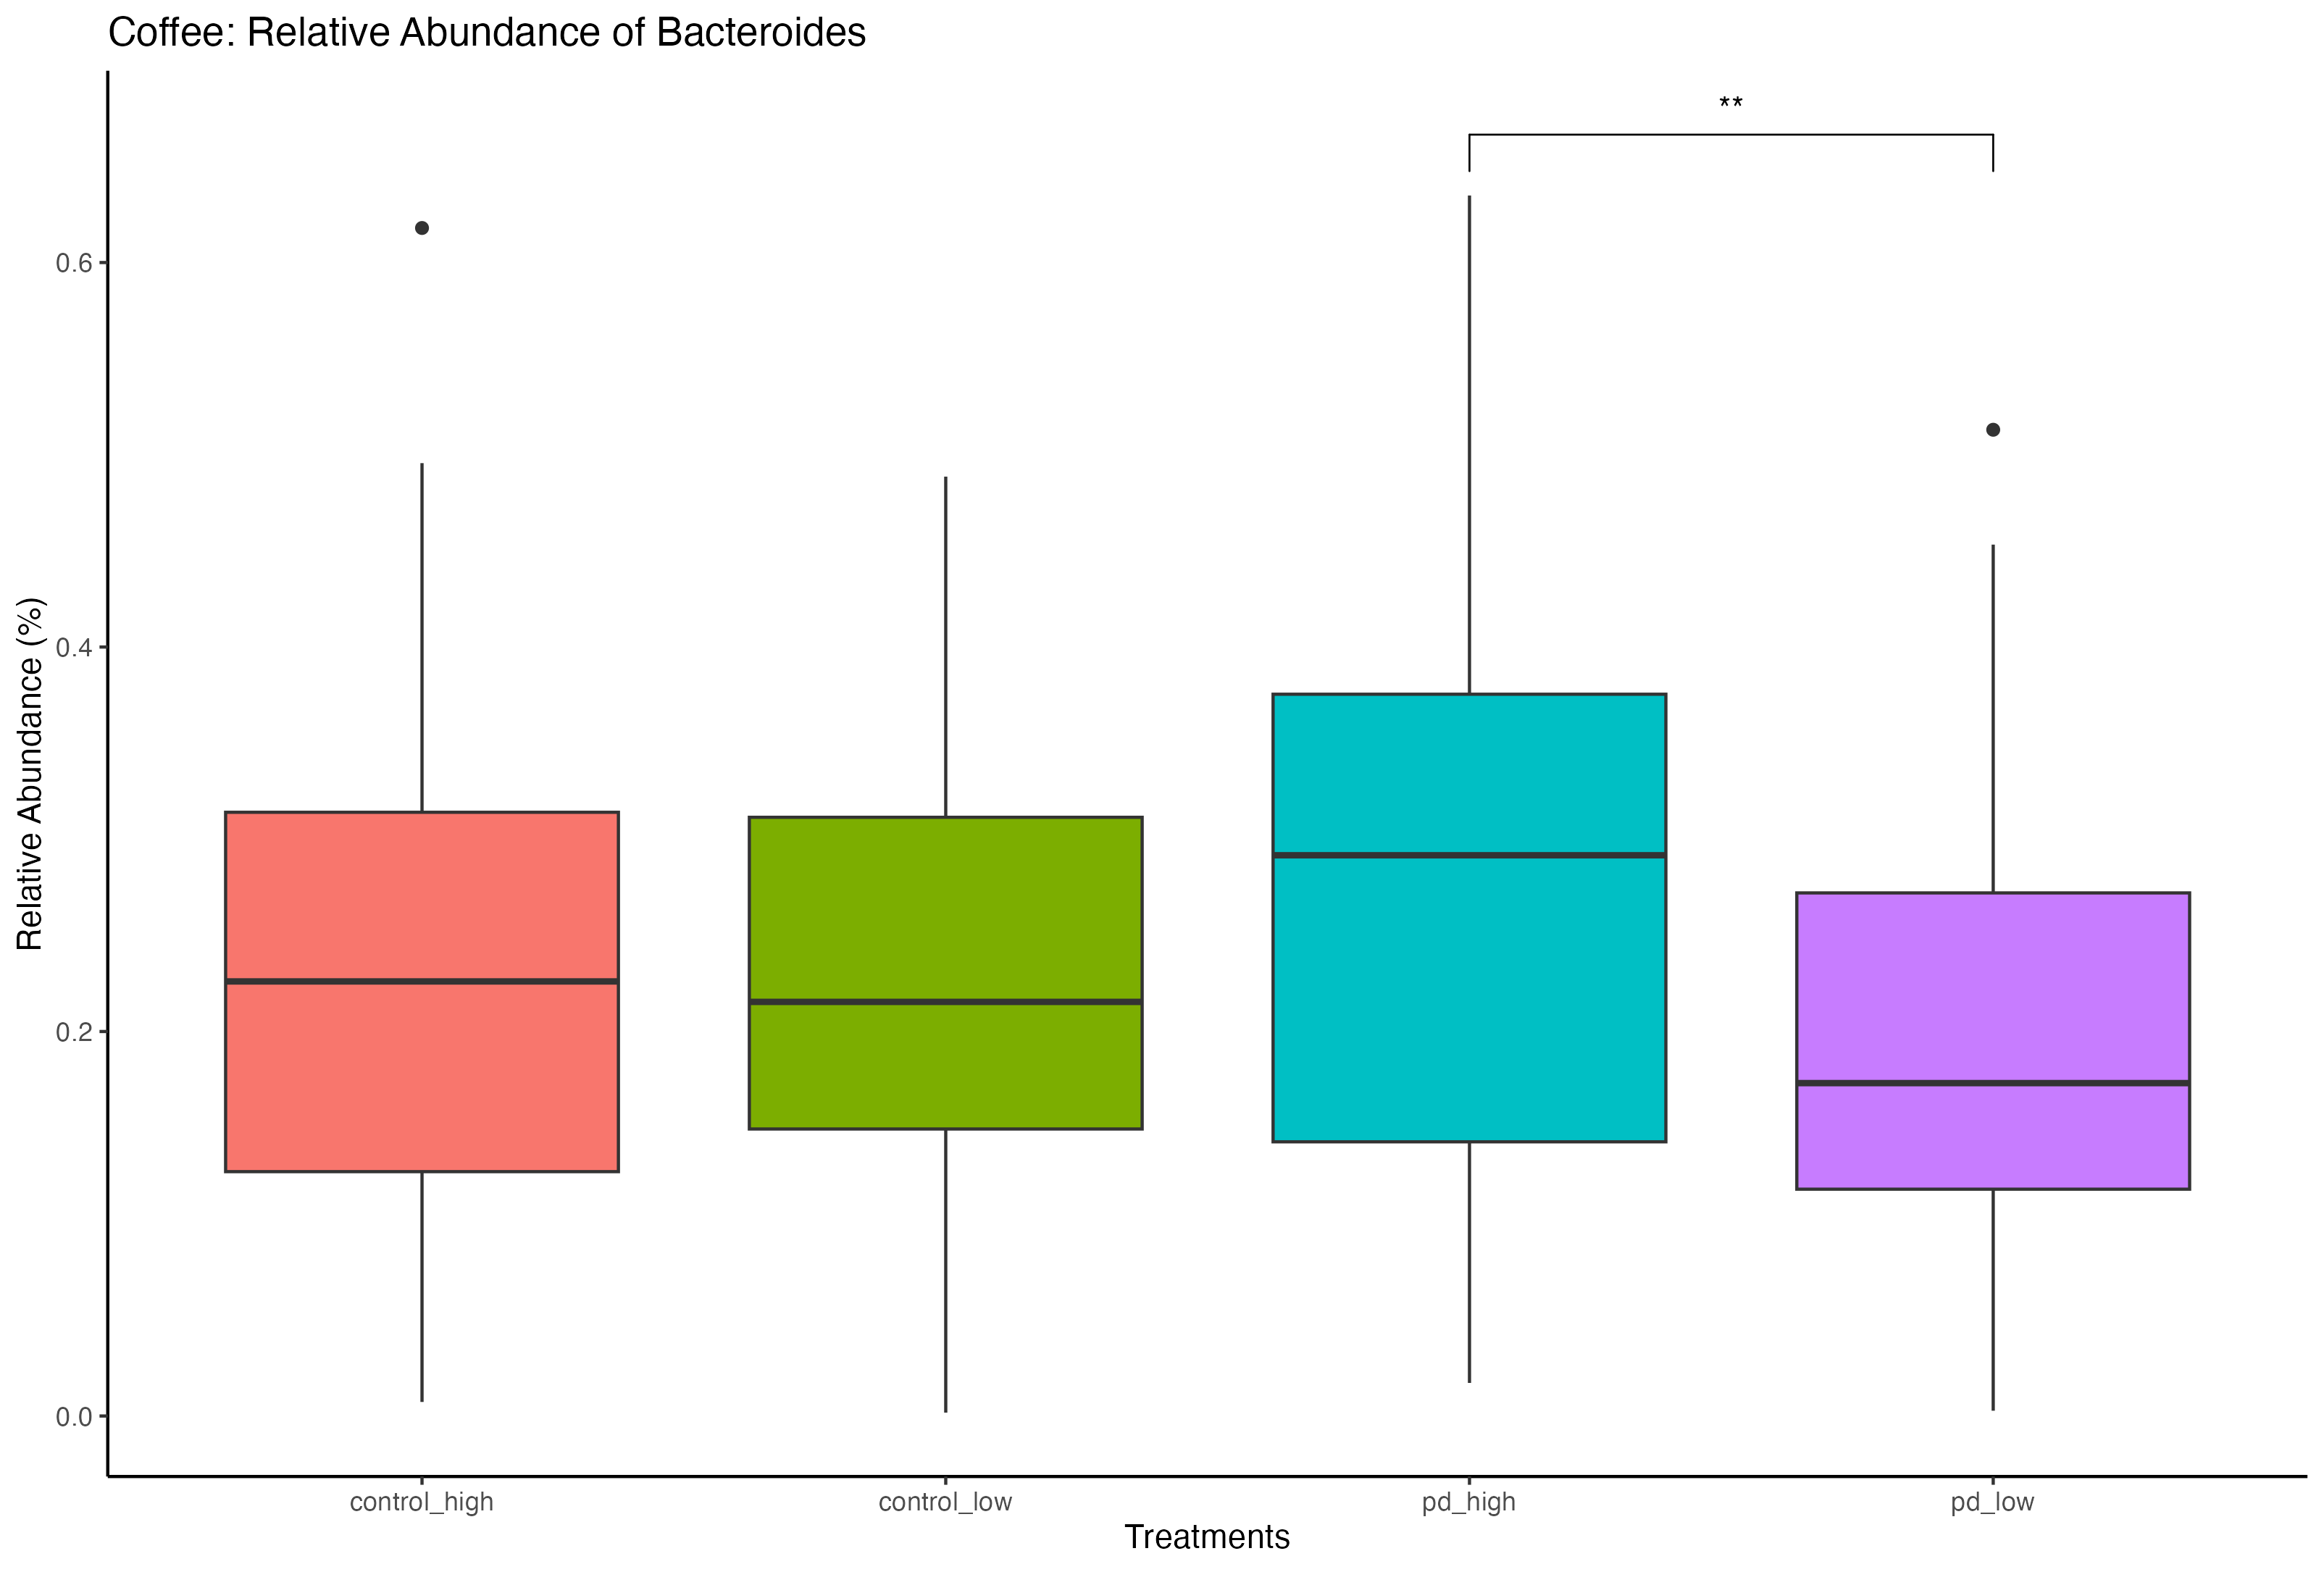 Coffee: Relative Abundance of Bacteroides
**
0.6
0.4
0.2
0.0
Relative Abundance (%)
control_high control_low pd_high pd_low
Treatments